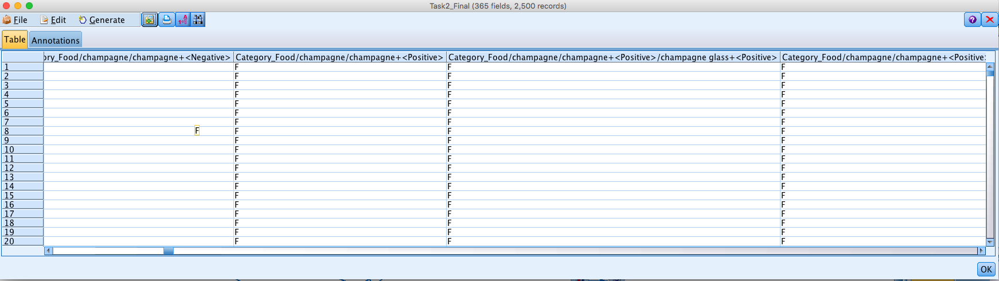 Task2_Final (365 fields, 2,500 records)
File Edit Generate
Table Annotations
ory_Food/champagne/champagne+<Negative> Category_Food/champagne/champagne+<Positive> Category_Food/champagne/champagne+<Positive>/champagne glass+<Positive> Category_Food/champagne/champagne+<Positive>
1 F F F
2 F F F
3 F F F
4 F F F
5 F F F
6 F F F
7 F F F
8 F F F F
9 F F F
10 F F F
11 F F F
12 F F F
13 F F F
14 F F F
15 F F F
16 F F F
17 F F F
18 F F F
19 F F F
20 F F F
OK